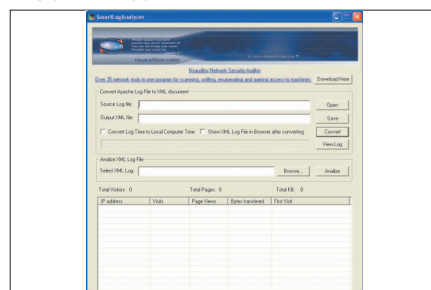 SmartLogAnalyzer
Nsauditor Network Security Auditor
Over 35 network tools in one program for scanning, sniffing, enumerating and gaining access to machines.
Download Here
Convert Apache Log File to XML document
Source Log file:
Open
Output XML file:
Save
Convert Log Time to Local Computer Time
Show XML Log File in Browser after converting
Convert
View Log
Analize XML Log File
Select XML Log:
Browse...
Analize
Total Visitors: 0
Total Pages: 0
Total KB: 0
IP address
Visits
Page Views
Bytes transfered
First Visit